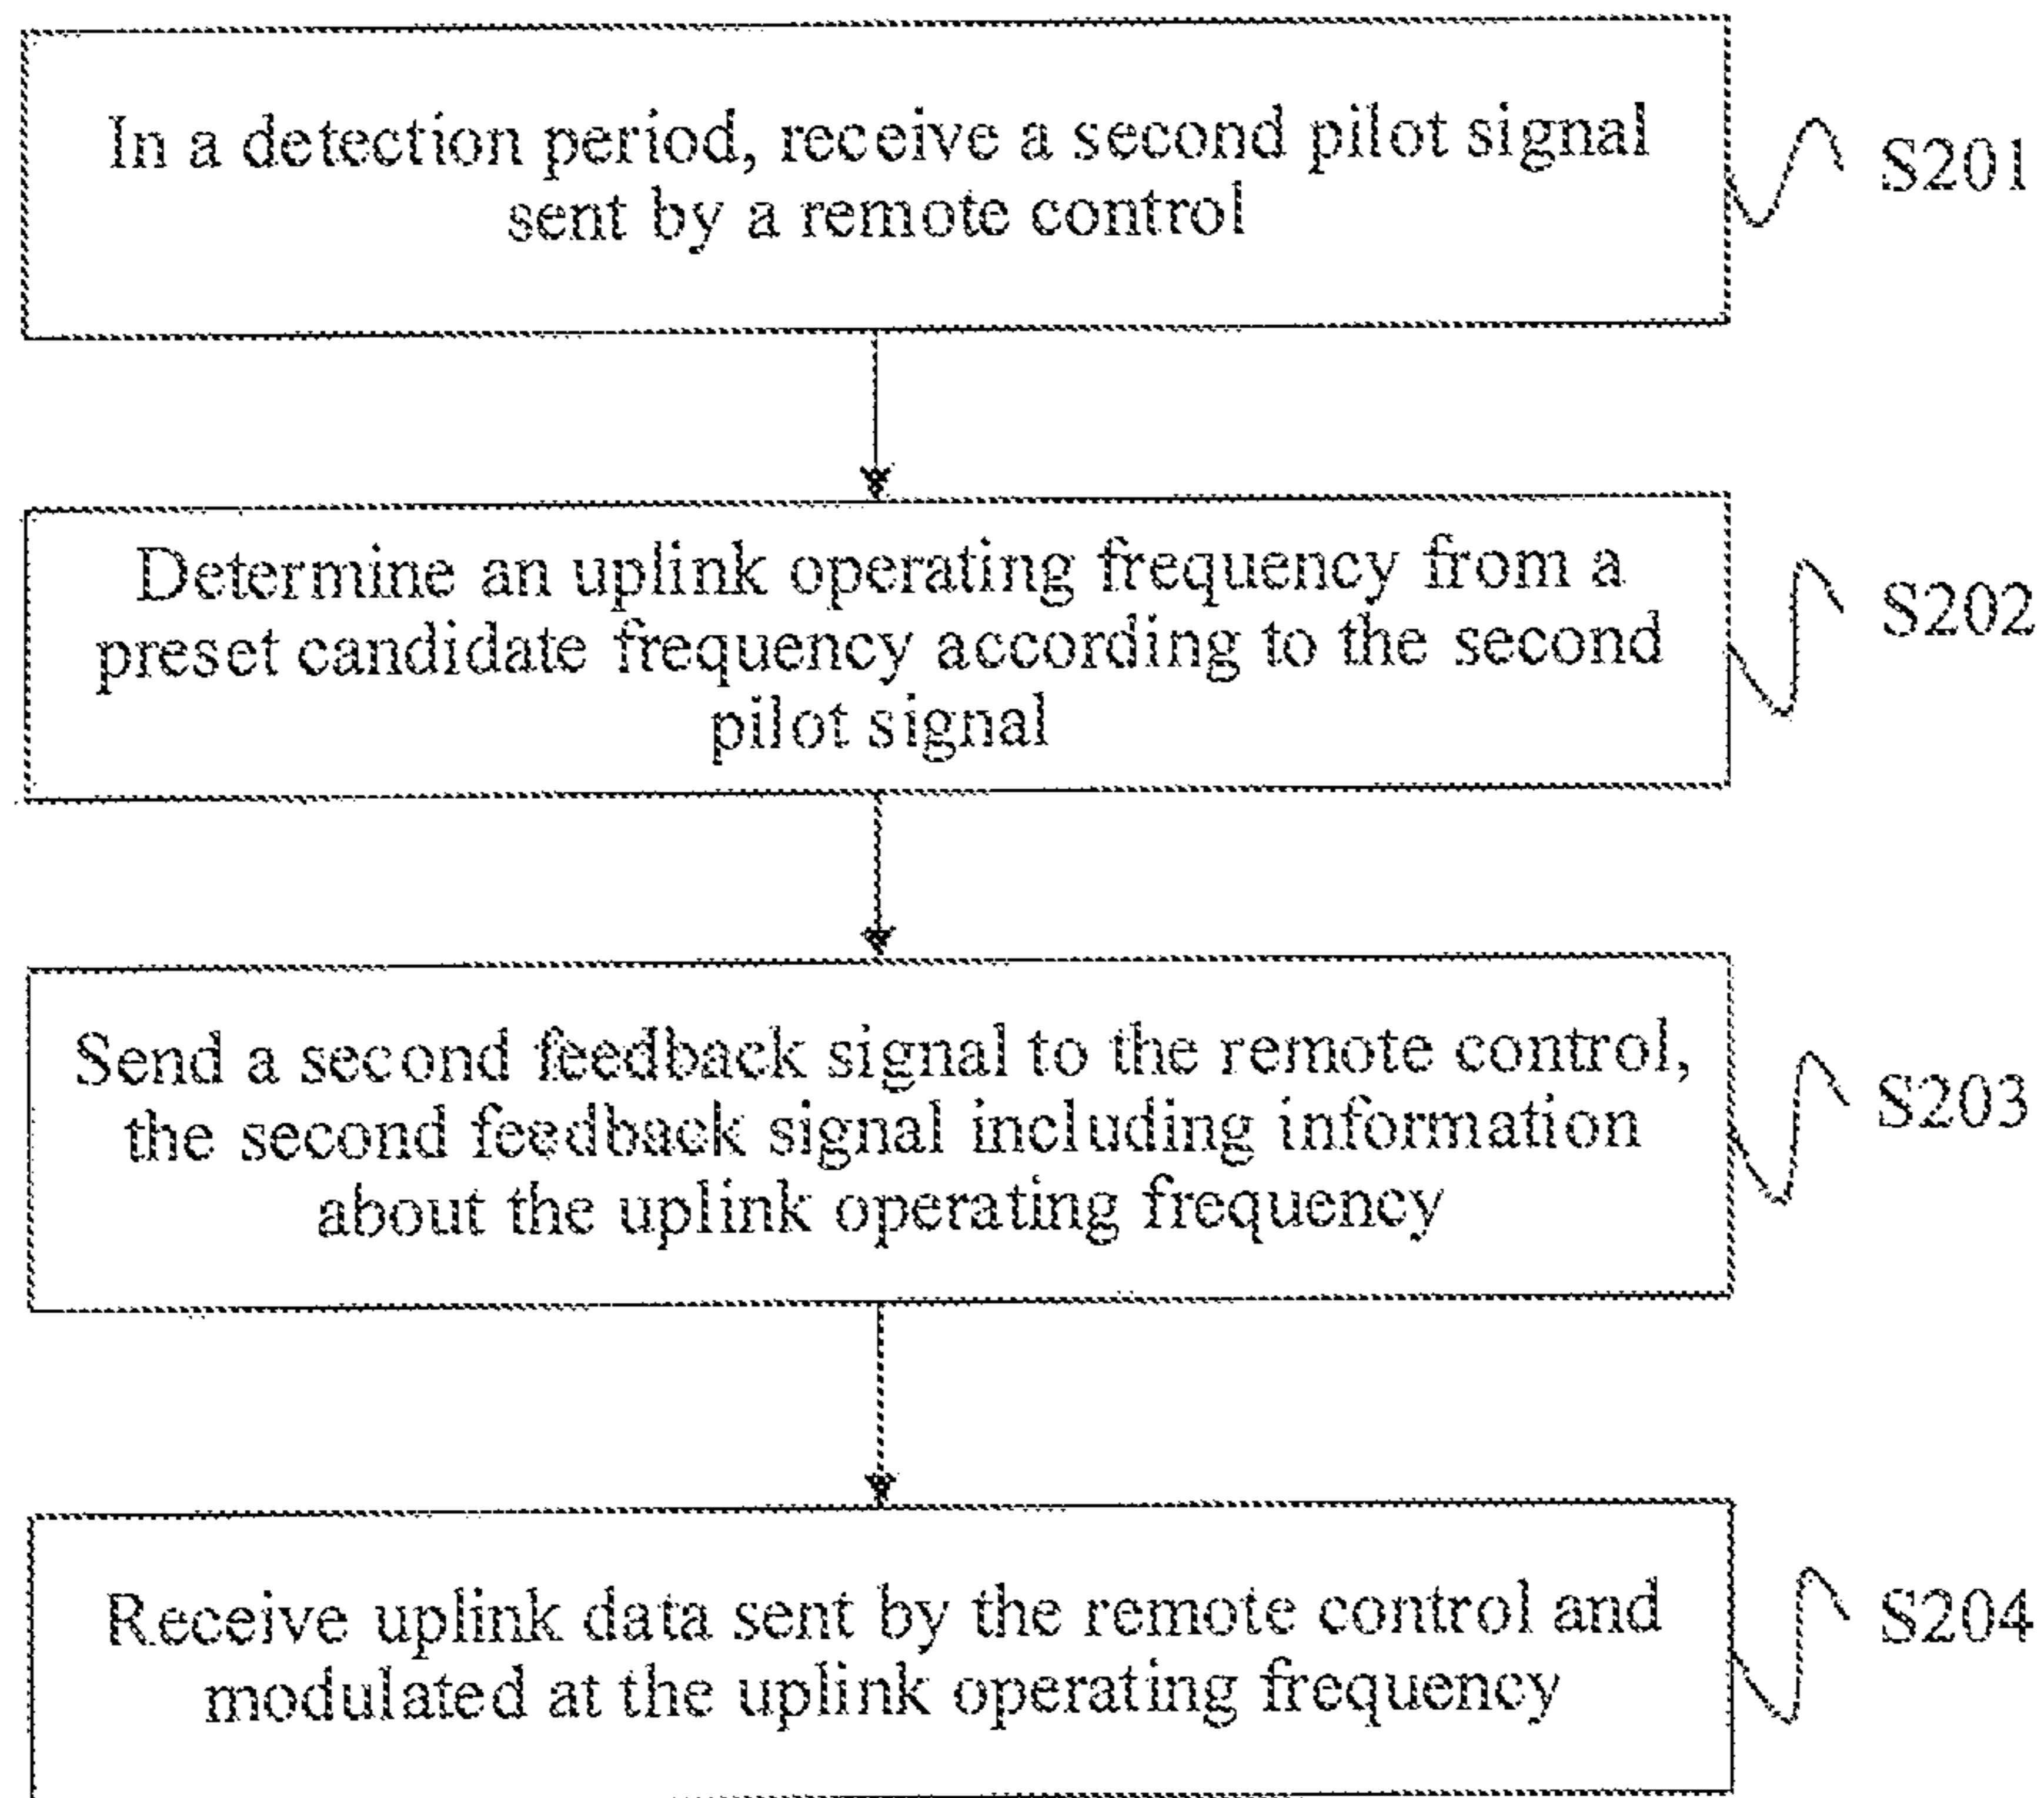 In a detection period, receive a second pilot signal
sent by a remote control
S201
Determine an uplink operating frequency from a
preset candidate frequency according to the second
pilot signal
S202
Send a second feedback signal to the remote control,
the second feedback signal including information
about the uplink operating frequency
S203
Receive uplink data sent by the remote control and
modulated at the uplink operating frequency
S204